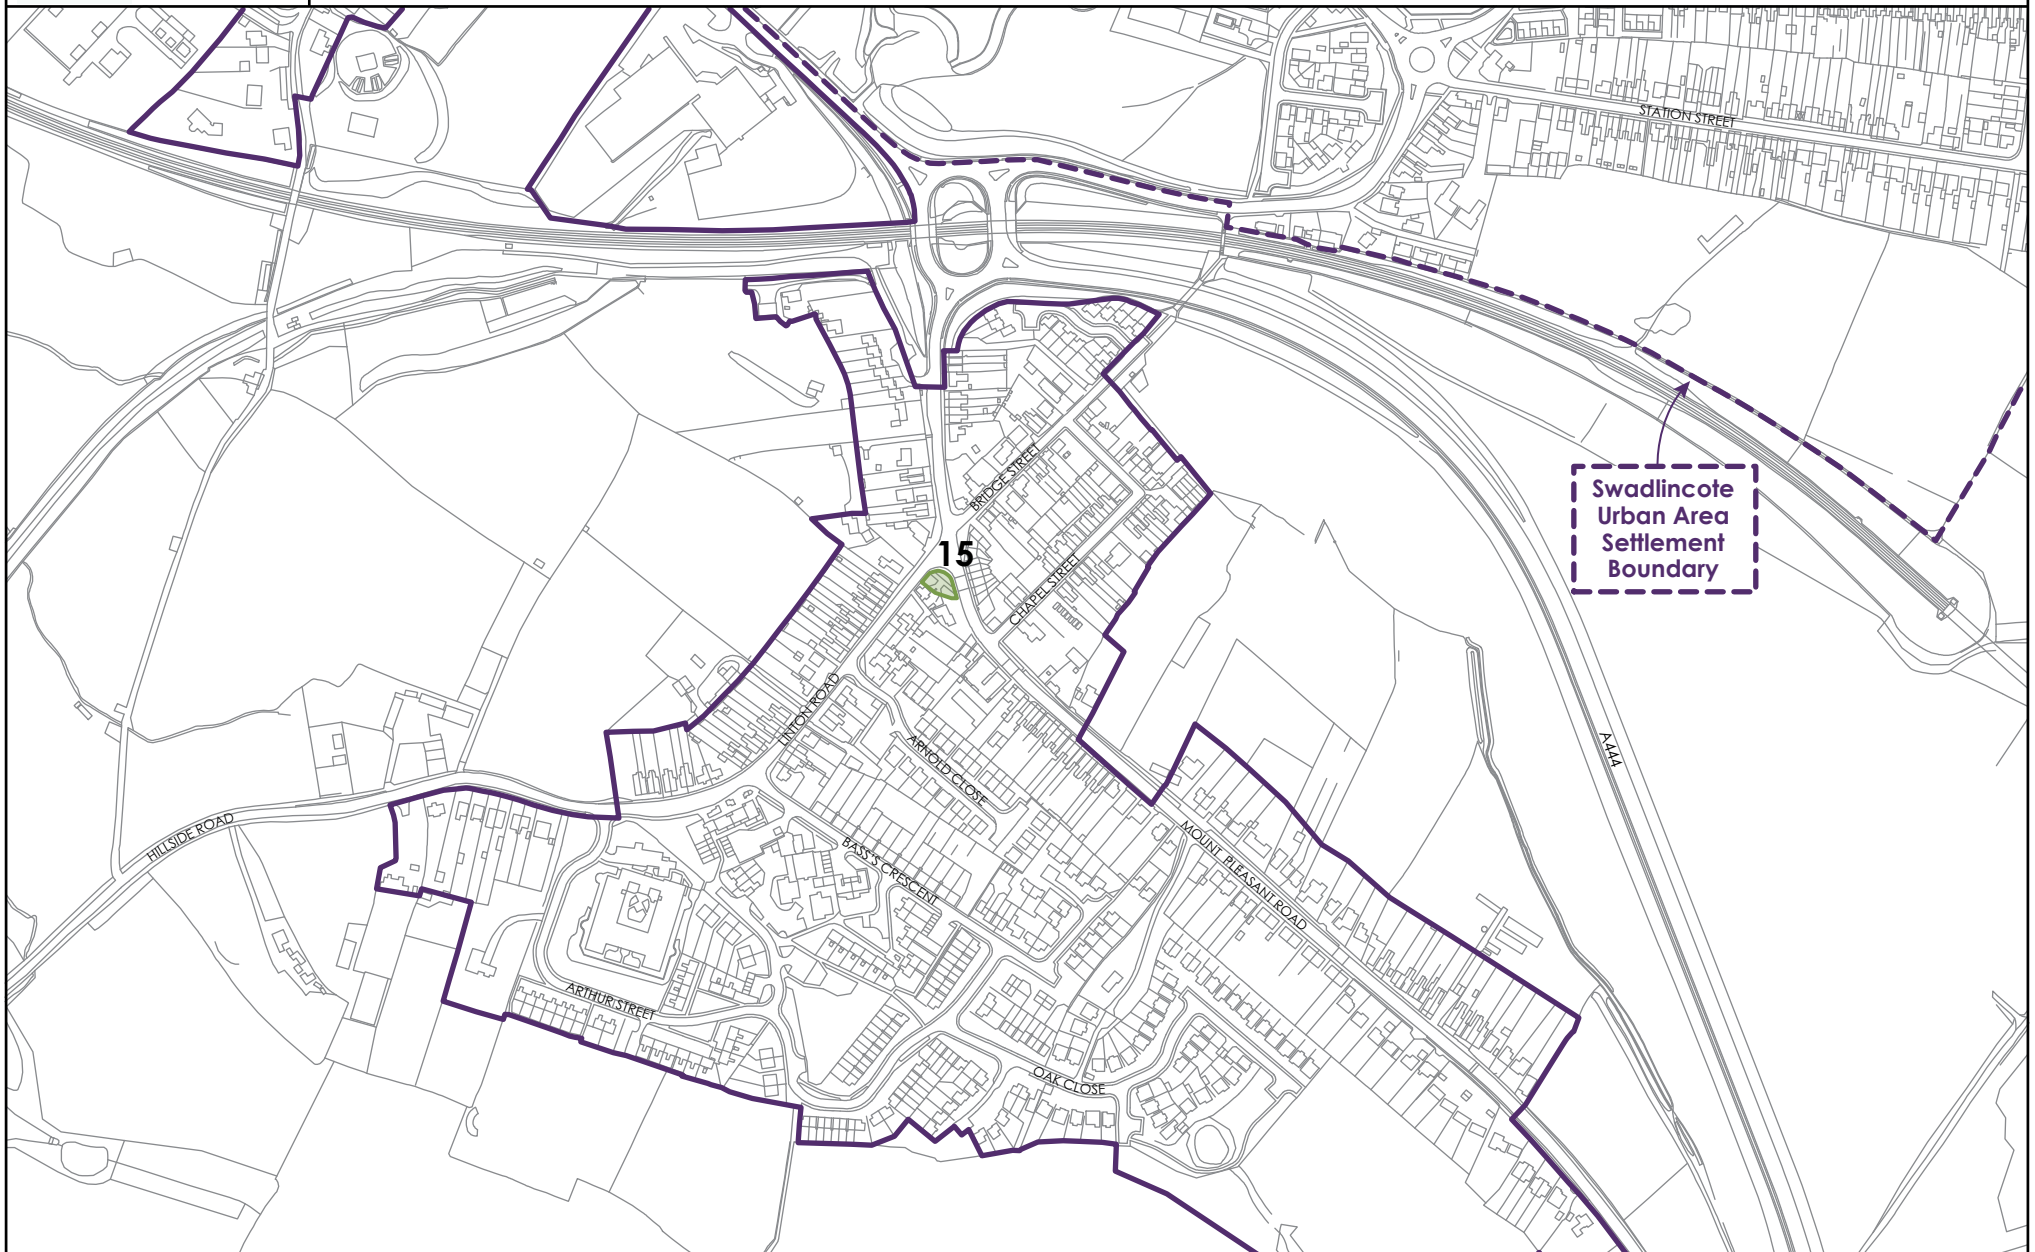 STATION STREET
BRIDGE STREET
Swadlincote
Urban Area
Settlement
Boundary
15
CHAPEL STREET
LINTON ROAD
ARNOLD CLOSE
A444
HILLSIDE ROAD
BASS'S CRESCENT
MOUNT PLEASANT ROAD
ARTHUR STREET
OAK CLOSE